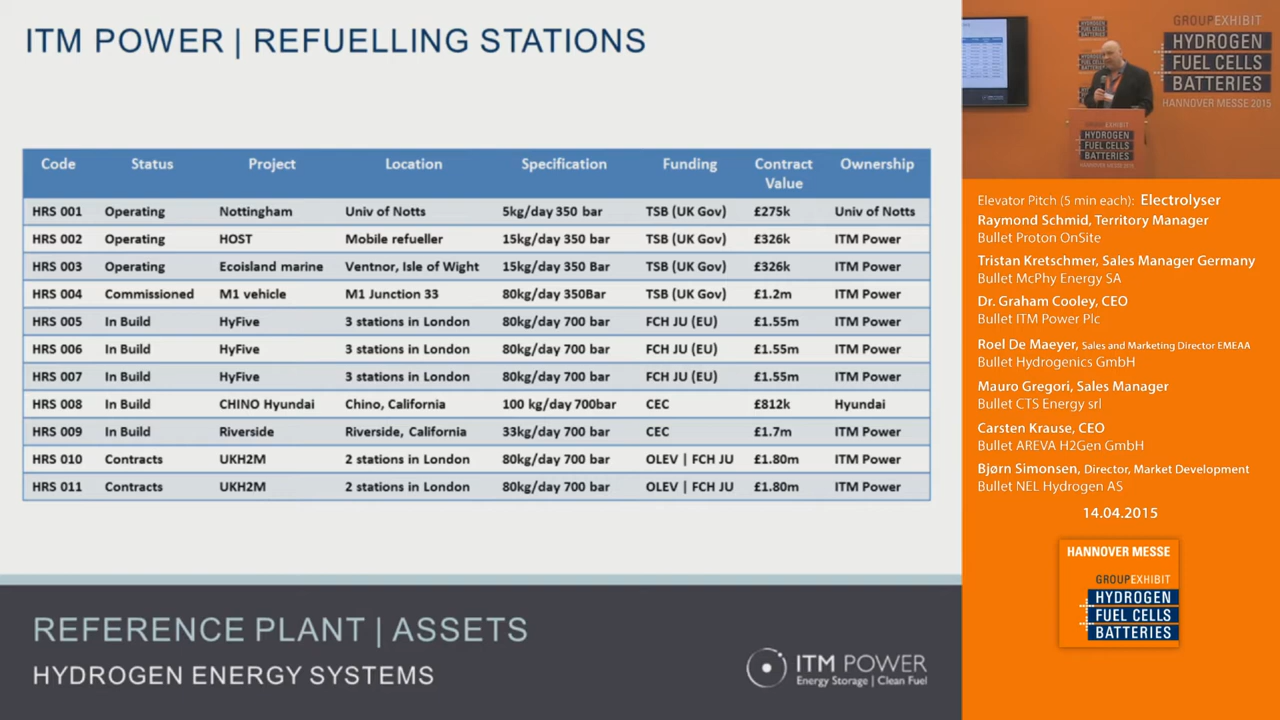 ITM POWER | REFUELLING STATIONS
Code Status Project Location Specification Funding Contract Value Ownership
HRS 001 Operating Nottingham Univ of Notts 5kg/day 350 bar TSB (UK Gov) £275k Univ of Notts
HRS 002 Operating HOST Mobile refueller 15kg/day 350 bar TSB (UK Gov) £326k ITM Power
HRS 003 Operating Ecoisland marine Ventnor, Isle of Wight 15kg/day 350 Bar TSB (UK Gov) £326k ITM Power
HRS 004 Commissioned M1 vehicle M1 Junction 33 80kg/day 350Bar TSB (UK Gov) £1.2m ITM Power
HRS 005 In Build HyFive 3 stations in London 80kg/day 700 bar FCH JU (EU) £1.55m ITM Power
HRS 006 In Build HyFive 3 stations in London 80kg/day 700 bar FCH JU (EU) £1.55m ITM Power
HRS 007 In Build HyFive 3 stations in London 80kg/day 700 bar FCH JU (EU) £1.55m ITM Power
HRS 008 In Build CHINO Hyundai Chino, California 100 kg/day 700bar CEC £812k Hyundai
HRS 009 In Build Riverside Riverside, California 33kg/day 700 bar CEC £1.7m ITM Power
HRS 010 Contracts UKH2M 2 stations in London 80kg/day 700 bar OLEV | FCH JU £1.80m ITM Power
HRS 011 Contracts UKH2M 2 stations in London 80kg/day 700 bar OLEV | FCH JU £1.80m ITM Power
REFERENCE PLANT | ASSETS
HYDROGEN ENERGY SYSTEMS
ITM POWER
Energy Storage | Clean Fuel
GROUPEXHIBIT
HYDROGEN
FUEL CELLS
BATTERIES
HANNOVER MESSE 2015
GROUPEXHIBIT
HYDROGEN
FUEL CELLS
BATTERIES
HANNOVER MESSE 2015
Elevator Pitch (5 min each): Electrolyser
Raymond Schmid, Territory Manager
Bullet Proton OnSite
Tristan Kretschmer, Sales Manager Germany
Bullet McPhy Energy SA
Dr. Graham Cooley, CEO
Bullet ITM Power Plc
Roel De Maeyer, Sales and Marketing Director EMEAA
Bullet Hydrogenics GmbH
Mauro Gregori, Sales Manager
Bullet CTS Energy srl
Carsten Krause, CEO
Bullet AREVA H2Gen GmbH
Bjørn Simonsen, Director, Market Development
Bullet NEL Hydrogen AS
14.04.2015
HANNOVER MESSE
GROUPEXHIBIT
HYDROGEN
FUEL CELLS
BATTERIES